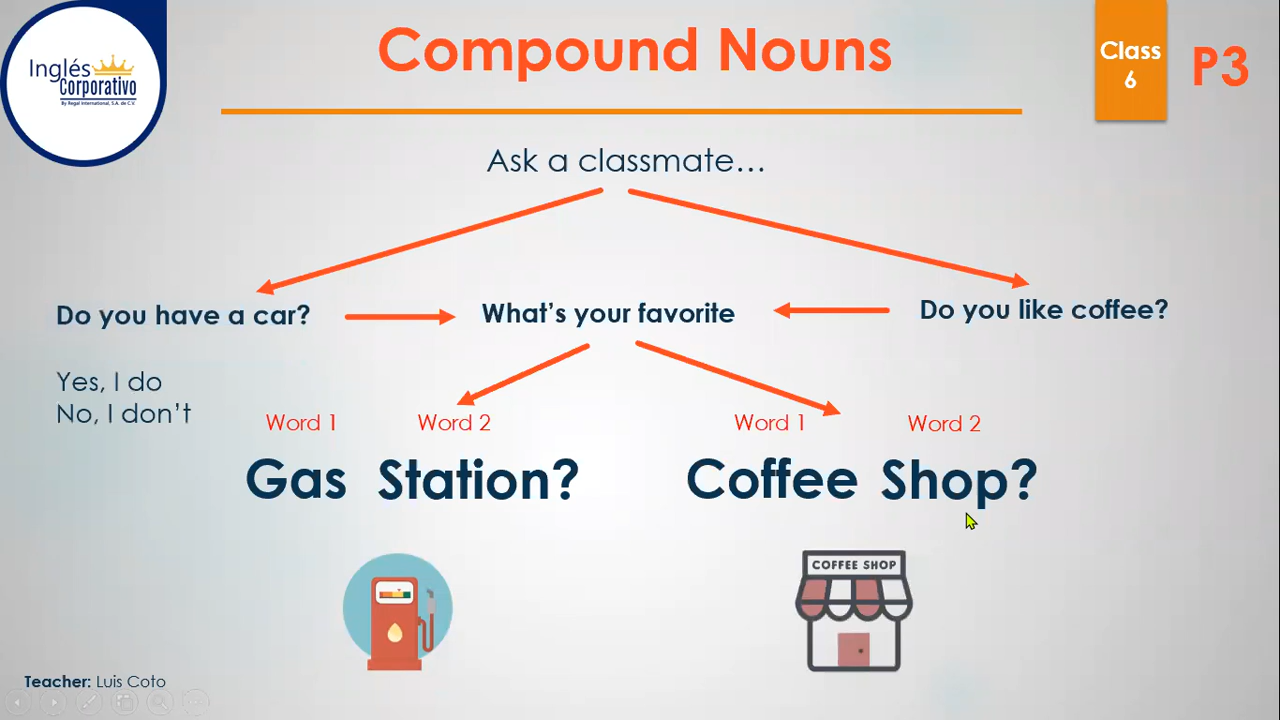 Inglés
Corporativo
By Regal International, S.A. de C.V.
Compound Nouns
Class
6
P3
Ask a classmate…
Do you have a car?
What’s your favorite
Do you like coffee?
Yes, I do
No, I don’t
Word 1
Word 2
Word 1
Word 2
Gas Station?
Coffee Shop?
COFFEE SHOP
Teacher: Luis Coto